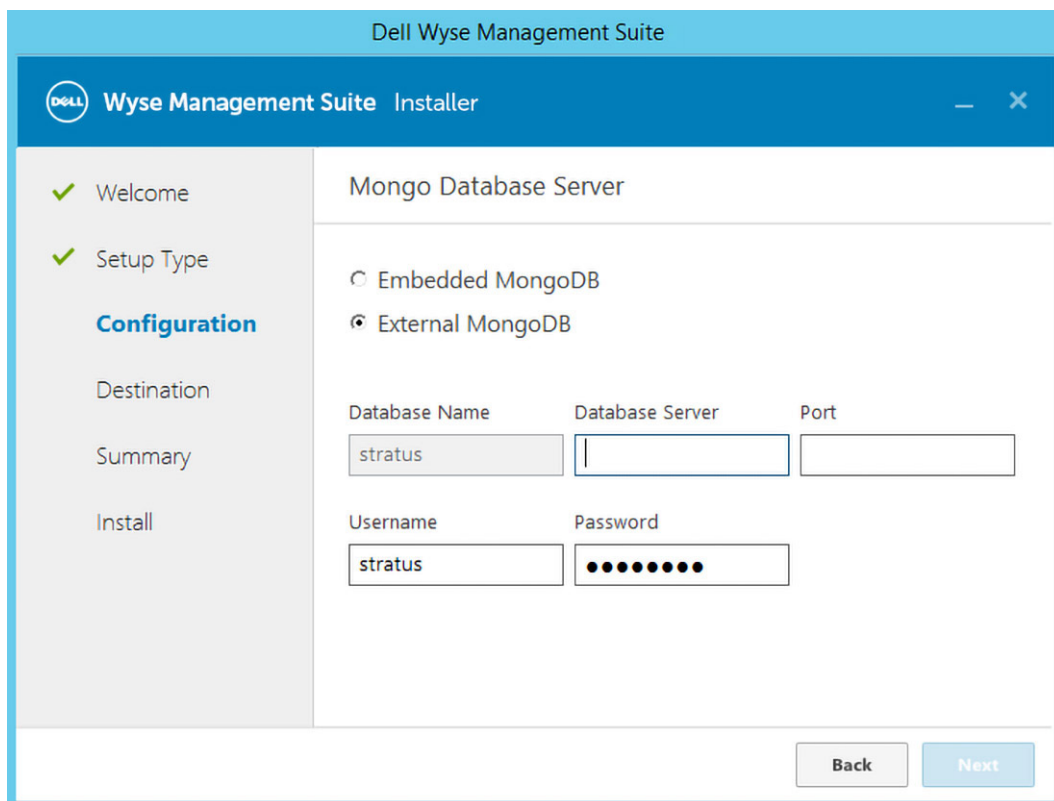 Dell Wyse Management Suite
DELL Wyse Management Suite Installer
Welcome
Setup Type
Configuration
Destination
Summary
Install
Mongo Database Server
Embedded MongoDB
External MongoDB
Database Name Database Server Port
stratus
Username Password
stratus ●●●●●●●●
Back Next